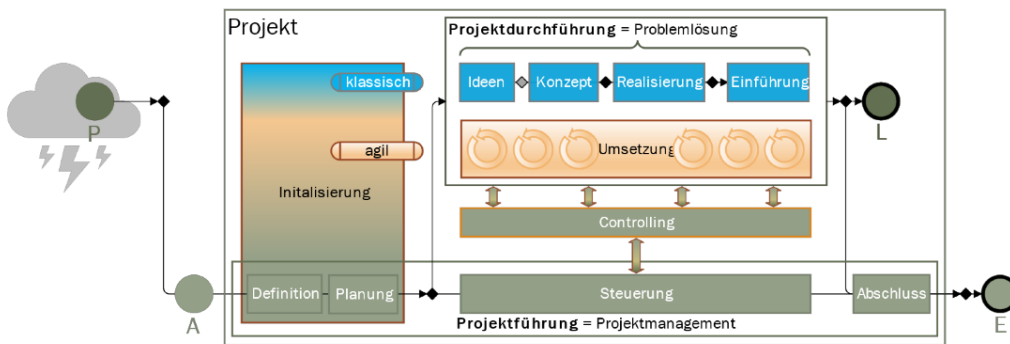 Projekt
Projektdurchführung = Problemlösung
klassisch
Ideen
Konzept
Realisierung
Einführung
P
L
agil
Umsetzung
Initalisierung
Controlling
Definition
Planung
Steuerung
Abschluss
A
Projektführung = Projektmanagement
E